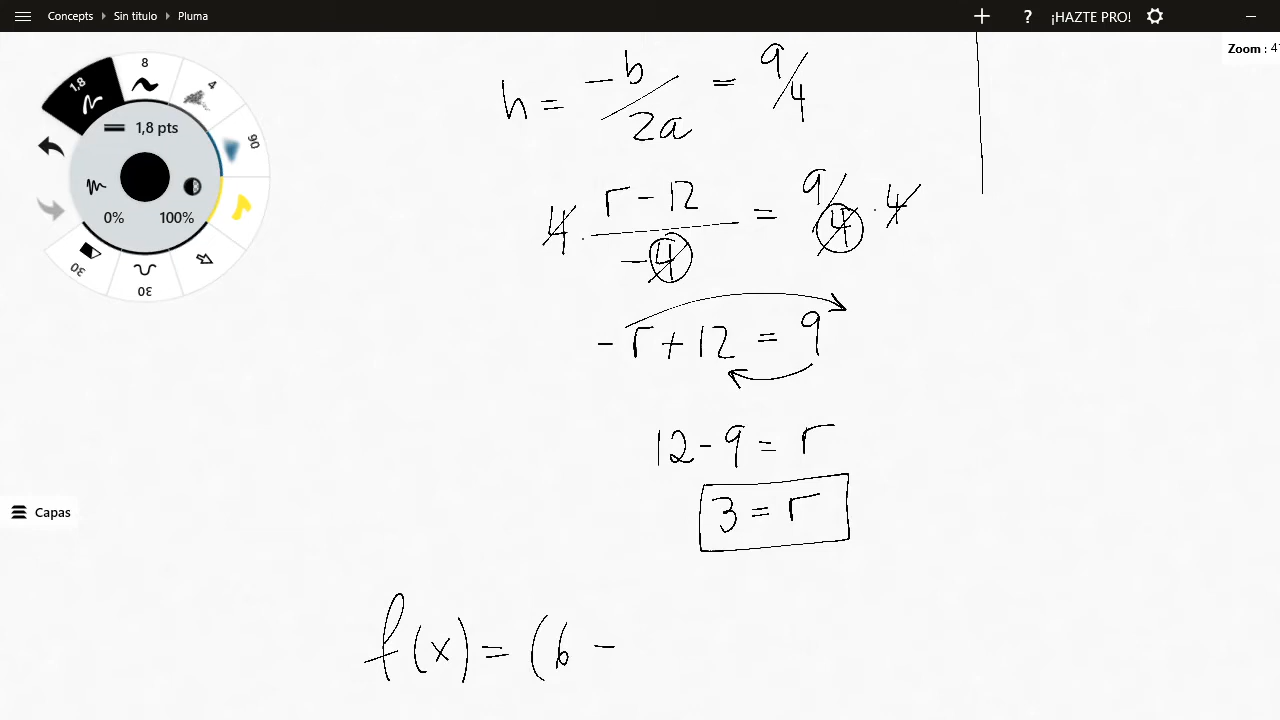 Concepts Sin titulo Pluma ? ¡HAZTE PRO!
Zoom : 4
1,8 8 4 90 30 30
1,8 pts
0% 100%
Capas
h = -b/2a = 9/4
4 · r - 12 / -4 = 9/4 · 4
- r + 12 = 9
12 - 9 = r
3 = r
f(x) = (6 -